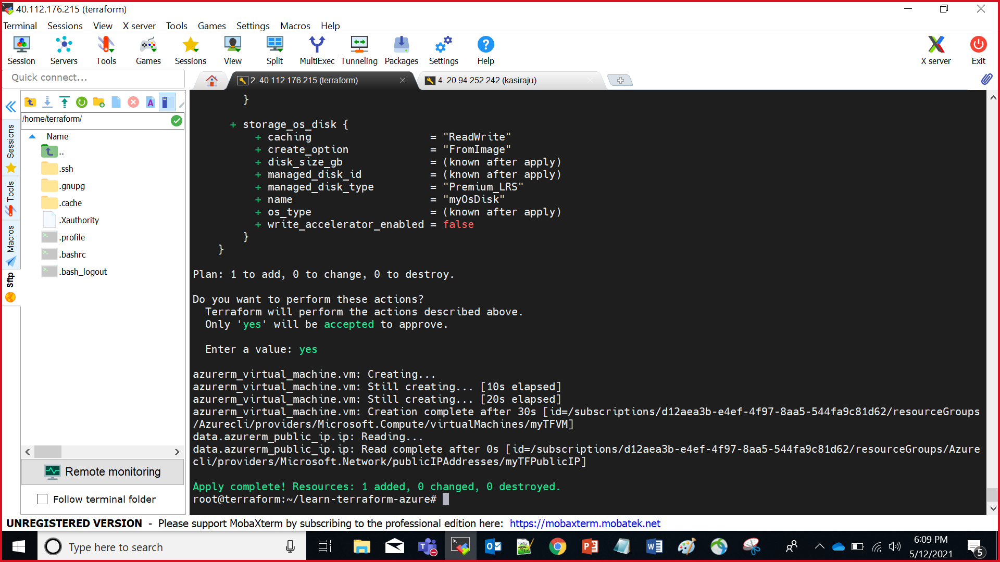 40.112.176.215 (terraform)
Terminal Sessions View X server Tools Games Settings Macros Help
Session Servers Tools Games Sessions View Split MultiExec Tunneling Packages Settings Help X server Exit
Quick connect...
2. 40.112.176.215 (terraform)
4. 20.94.252.242 (kasiraju)
/home/terraform/
Name
..
.ssh
.gnupg
.cache
.Xauthority
.profile
.bashrc
.bash_logout
Sessions
Tools
Macros
Sftp
Remote monitoring
Follow terminal folder
}
+ storage_os_disk {
+ caching = "ReadWrite"
+ create_option = "FromImage"
+ disk_size_gb = (known after apply)
+ managed_disk_id = (known after apply)
+ managed_disk_type = "Premium_LRS"
+ name = "myOsDisk"
+ os_type = (known after apply)
+ write_accelerator_enabled = false
}
}
Plan: 1 to add, 0 to change, 0 to destroy.
Do you want to perform these actions?
Terraform will perform the actions described above.
Only 'yes' will be accepted to approve.
Enter a value: yes
azurerm_virtual_machine.vm: Creating...
azurerm_virtual_machine.vm: Still creating... [10s elapsed]
azurerm_virtual_machine.vm: Still creating... [20s elapsed]
azurerm_virtual_machine.vm: Creation complete after 30s [id=/subscriptions/d12aea3b-e4ef-4f97-8aa5-544fa9c81d62/resourceGroups
/Azurecli/providers/Microsoft.Compute/virtualMachines/myTFVM]
data.azurerm_public_ip.ip: Reading...
data.azurerm_public_ip.ip: Read complete after 0s [id=/subscriptions/d12aea3b-e4ef-4f97-8aa5-544fa9c81d62/resourceGroups/Azure
cli/providers/Microsoft.Network/publicIPAddresses/myTFPublicIP]
Apply complete! Resources: 1 added, 0 changed, 0 destroyed.
root@terraform:~/learn-terraform-azure#
UNREGISTERED VERSION - Please support MobaXterm by subscribing to the professional edition here: https://mobaxterm.mobatek.net
Type here to search
6:09 PM
5/12/2021
5